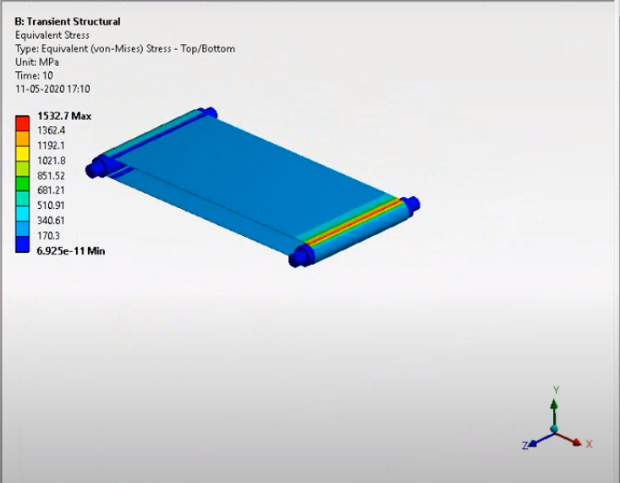 B: Transient Structural
Equivalent Stress
Type: Equivalent (von-Mises) Stress - Top/Bottom
Unit: MPa
Time: 10
11-05-2020 17:10
1532.7 Max
1362.4
1192.1
1021.8
851.52
681.21
510.91
340.61
170.3
6.925e-11 Min
Y
Z
X